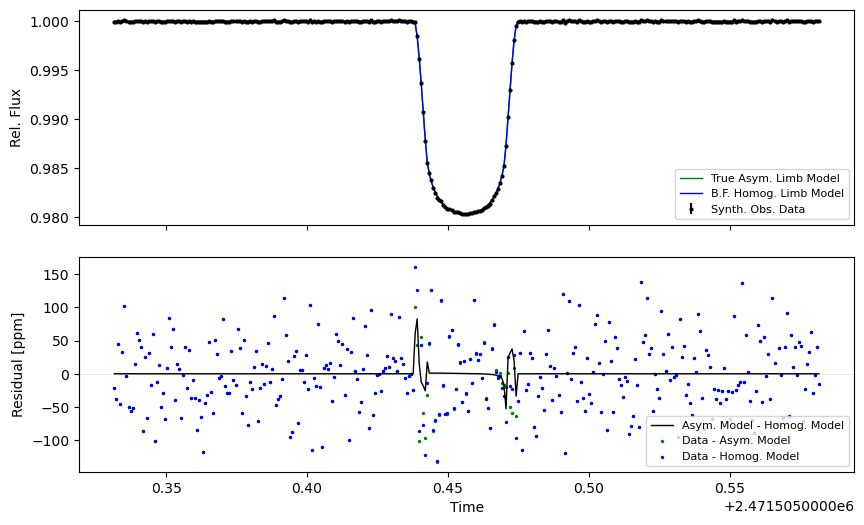 1.000
0.995
0.990
0.985
0.980
Rel. Flux
True Asym. Limb Model
B.F. Homog. Limb Model
Synth. Obs. Data
150
100
50
0
−50
−100
Residual [ppm]
Asym. Model - Homog. Model
Data - Asym. Model
Data - Homog. Model
0.35 0.40 0.45 0.50 0.55
Time
+2.4715050000e6